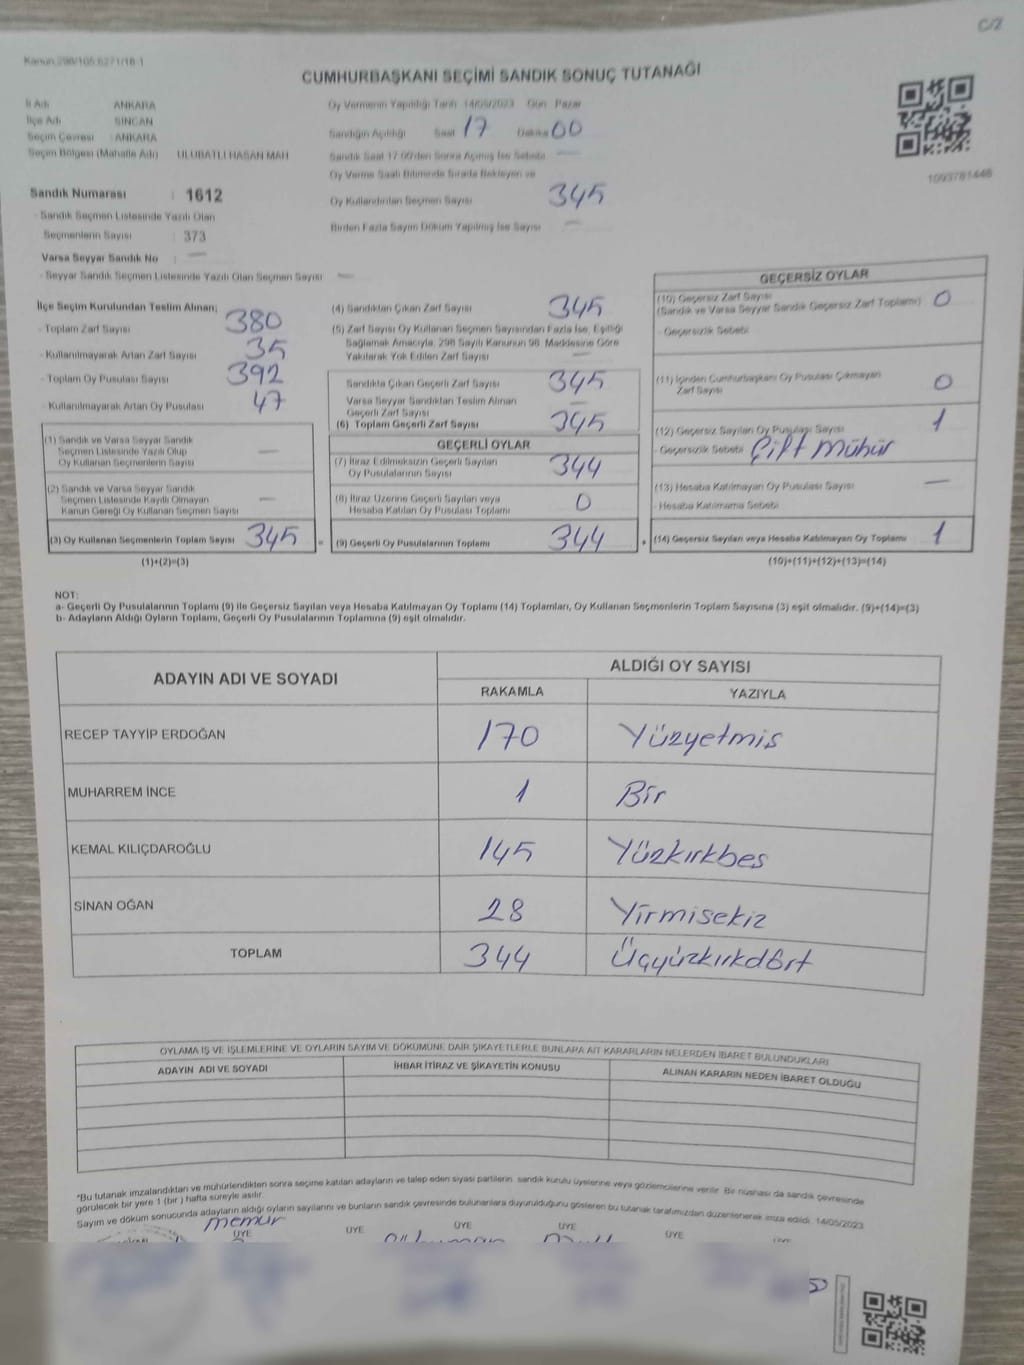 C/2
Kanun:298/105,6271/18.1
CUMHURBAŞKANI SEÇİMİ SANDIK SONUÇ TUTANAĞI
İl Adı ANKARA
İlçe Adı SİNCAN
Seçim Çevresi : ANKARA
Seçim Bölgesi (Mahalle Adı) ULUBATLI HASAN MAH
Sandık Numarası : 1612
- Sandık Seçmen Listesinde Yazılı Olan
Seçmenlerin Sayısı : 373
Varsa Seyyar Sandık No : —
- Seyyar Sandık Seçmen Listesinde Yazılı Olan Seçmen Sayısı : —
Oy Vermenin Yapıldığı Tarih 14/05/2023 Gün Pazar
Sandığın Açıldığı Saat 17 Dakika 00
Sandık Saat 17:00'den Sonra Açılmış İse Sebebi —
Oy Verme Saati Bitiminde Sırada Bekleyen ve
Oy Kullandırılan Seçmen Sayısı 345
Birden Fazla Sayım Döküm Yapılmış İse Sayısı —
1093781448
İlçe Seçim Kurulundan Teslim Alınan;
- Toplam Zarf Sayısı 380
- Kullanılmayarak Artan Zarf Sayısı 35
- Toplam Oy Pusulası Sayısı 392
- Kullanılmayarak Artan Oy Pusulası 47
(1) Sandık ve Varsa Seyyar Sandık
Seçmen Listesinde Yazılı Olup
Oy Kullanan Seçmenlerin Sayısı —
(2) Sandık ve Varsa Seyyar Sandık
Seçmen Listesinde Kayıtlı Olmayan
Kanun Gereği Oy Kullanan Seçmen Sayısı —
(3) Oy Kullanan Seçmenlerin Toplam Sayısı 345 =
(1)+(2)=(3)
(4) Sandıktan Çıkan Zarf Sayısı 345
(5) Zarf Sayısı Oy Kullanan Seçmen Sayısından Fazla İse, Eşitliği
Sağlamak Amacıyla, 298 Sayılı Kanunun 98. Maddesine Göre
Yakılarak Yok Edilen Zarf Sayısı —
Sandıkta Çıkan Geçerli Zarf Sayısı 345
Varsa Seyyar Sandıktan Teslim Alınan
Geçerli Zarf Sayısı —
(6) Toplam Geçerli Zarf Sayısı 345
GEÇERLİ OYLAR
(7) İtiraz Edilmeksizin Geçerli Sayılan
Oy Pusulalarının Sayısı 344
(8) İtiraz Üzerine Geçerli Sayılan veya
Hesaba Katılan Oy Pusulası Toplamı 0
(9) Geçerli Oy Pusulalarının Toplamı 344 +
GEÇERSİZ OYLAR
(10) Geçersiz Zarf Sayısı
(Sandık ve Varsa Seyyar Sandık Geçersiz Zarf Toplamı) 0
- Geçersizlik Sebebi
(11) İçinden Cumhurbaşkanı Oy Pusulası Çıkmayan
Zarf Sayısı 0
(12) Geçersiz Sayılan Oy Pusulası Sayısı 1
- Geçersizlik Sebebi Çift mühür
(13) Hesaba Katılmayan Oy Pusulası Sayısı —
- Hesaba Katılmama Sebebi
(14) Geçersiz Sayılan veya Hesaba Katılmayan Oy Toplamı 1
(10)+(11)+(12)+(13)=(14)
NOT:
a- Geçerli Oy Pusulalarının Toplamı (9) ile Geçersiz Sayılan veya Hesaba Katılmayan Oy Toplamı (14) Toplamları, Oy Kullanan Seçmenlerin Toplam Sayısına (3) eşit olmalıdır. (9)+(14)=(3)
b- Adayların Aldığı Oyların Toplamı, Geçerli Oy Pusulalarının Toplamına (9) eşit olmalıdır.
ADAYIN ADI VE SOYADI
ALDIĞI OY SAYISI
RAKAMLA YAZIYLA
RECEP TAYYİP ERDOĞAN 170 Yüzyetmis
MUHARREM İNCE 1 Bir
KEMAL KILIÇDAROĞLU 145 Yüzkırkbes
SİNAN OĞAN 28 Yirmisekiz
TOPLAM 344 Üçyüzkırkdört
OYLAMA İŞ VE İŞLEMLERİNE VE OYLARIN SAYIM VE DÖKÜMÜNE DAİR ŞİKAYETLERLE BUNLARA AİT KARARLARIN NELERDEN İBARET BULUNDUKLARI
ADAYIN ADI VE SOYADI İHBAR İTİRAZ VE ŞİKAYETİN KONUSU ALINAN KARARIN NEDEN İBARET OLDUĞU
*Bu tutanak imzalandıktan ve mühürlendikten sonra seçime katılan adayların ve talep eden siyasi partilerin sandık kurulu üyelerine veya gözlemcilerine verilir. Bir nüshası da sandık çevresinde
görülecek bir yere 1 (bir) hafta süreyle asılır.
Sayım ve döküm sonucunda adayların aldığı oyların sayılarını ve bunların sandık çevresinde bulunanlara duyurulduğunu gösteren bu tutanak tarafımızdan düzenlenerek imza edildi. 14/05/2023
memur
ÜYE ÜYE ÜYE ÜYE ÜYE